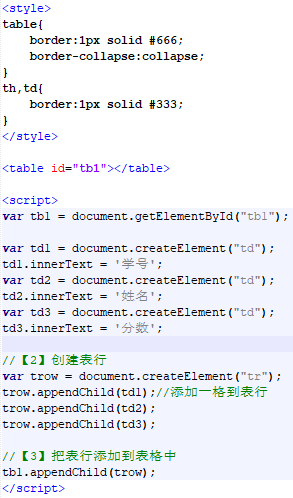 <style>
table{
border:1px solid #666;
border-collapse:collapse;
}
th,td{
border:1px solid #333;
}
</style>
<table id="tb1"></table>
<script>
var tb1 = document.getElementById("tb1");
var td1 = document.createElement("td");
td1.innerText = '学号';
var td2 = document.createElement("td");
td2.innerText = '姓名';
var td3 = document.createElement("td");
td3.innerText = '分数';
//【2】创建表行
var trow = document.createElement("tr");
trow.appendChild(td1);//添加一格到表行
trow.appendChild(td2);
trow.appendChild(td3);
//【3】把表行添加到表格中
tb1.appendChild(trow);
</script>